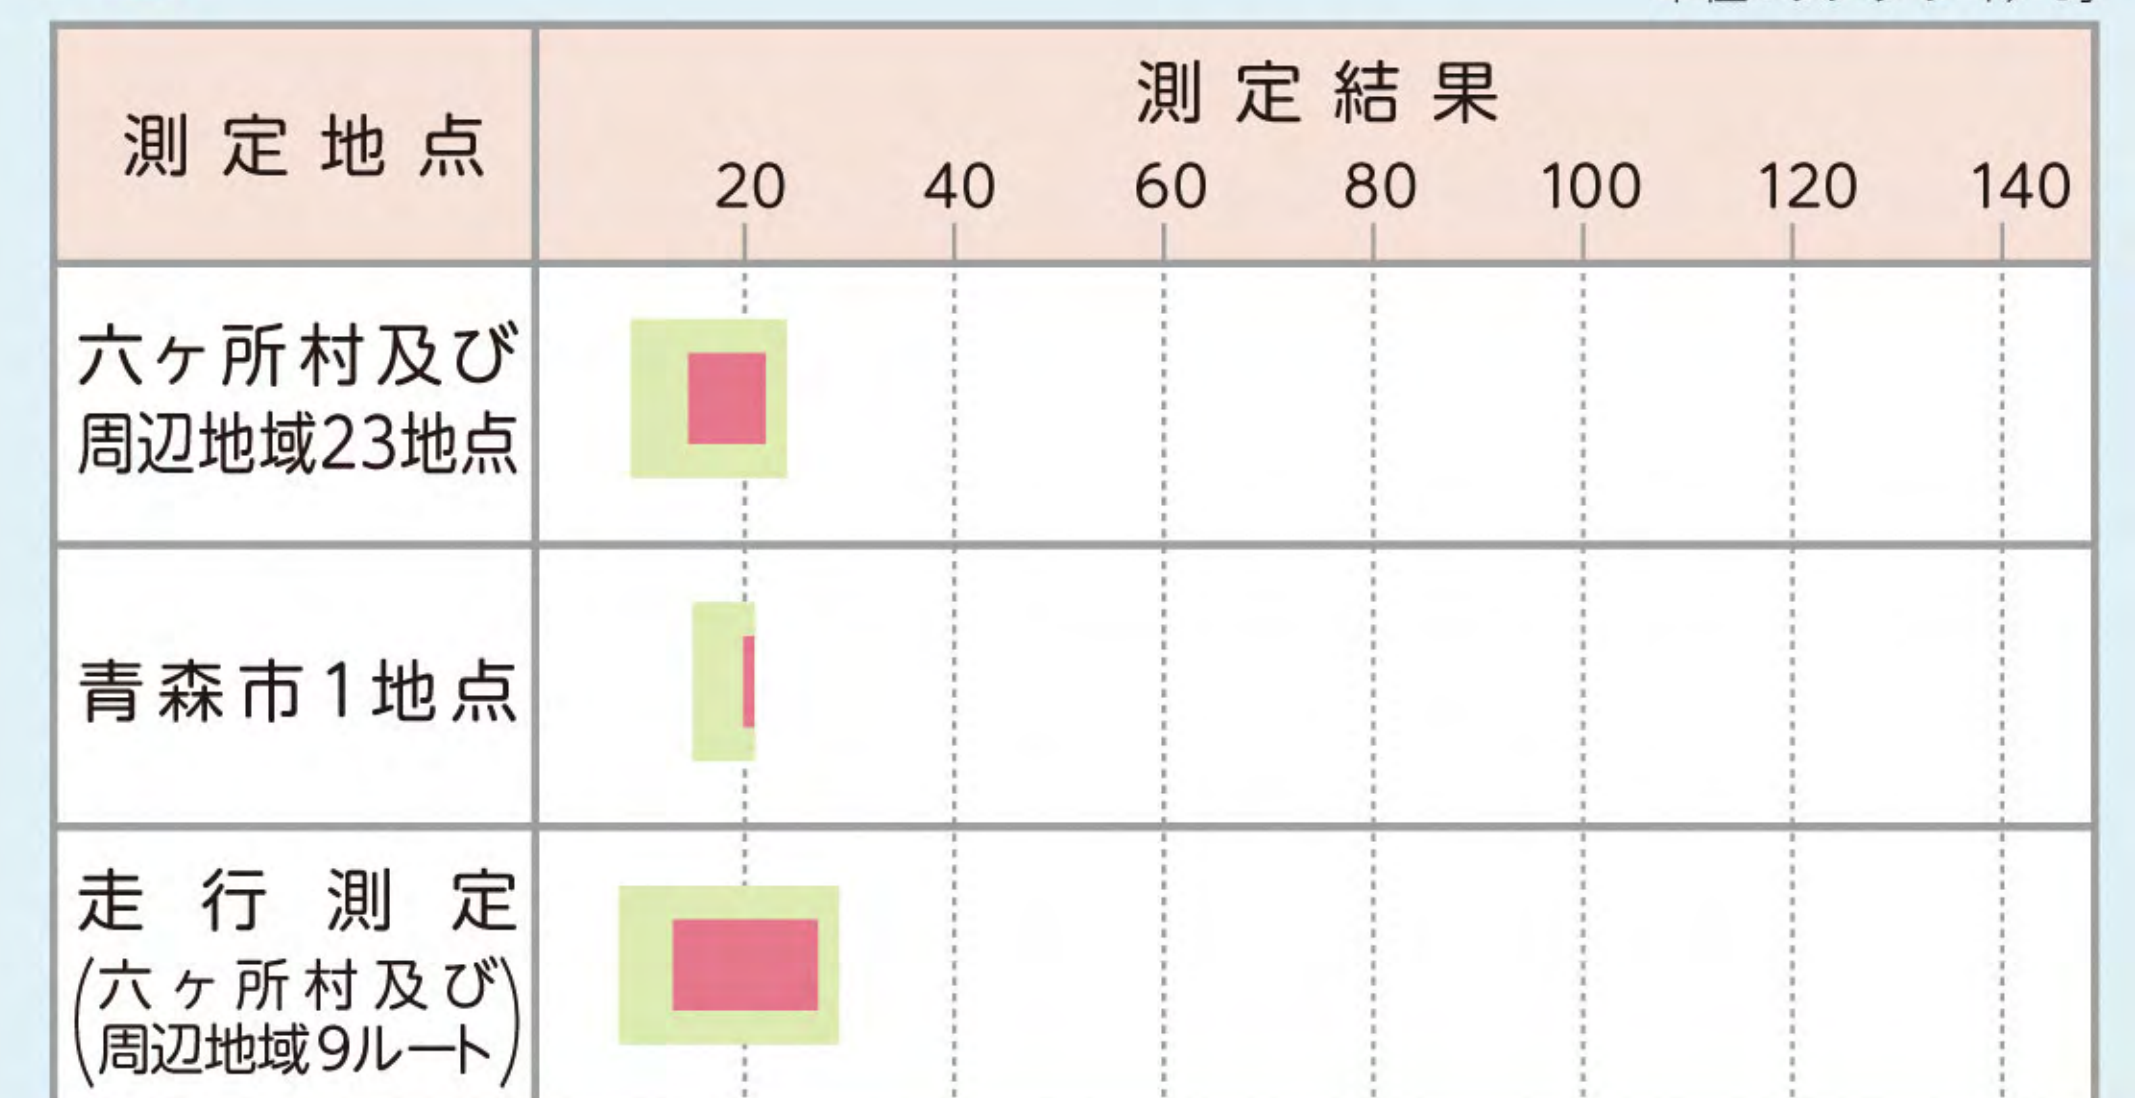 測定地点
測定結果
20 40 60 80 100 120 140
六ヶ所村及び
周辺地域23地点
青森市1地点
走行測定
(六ヶ所村及び
周辺地域9ルート)